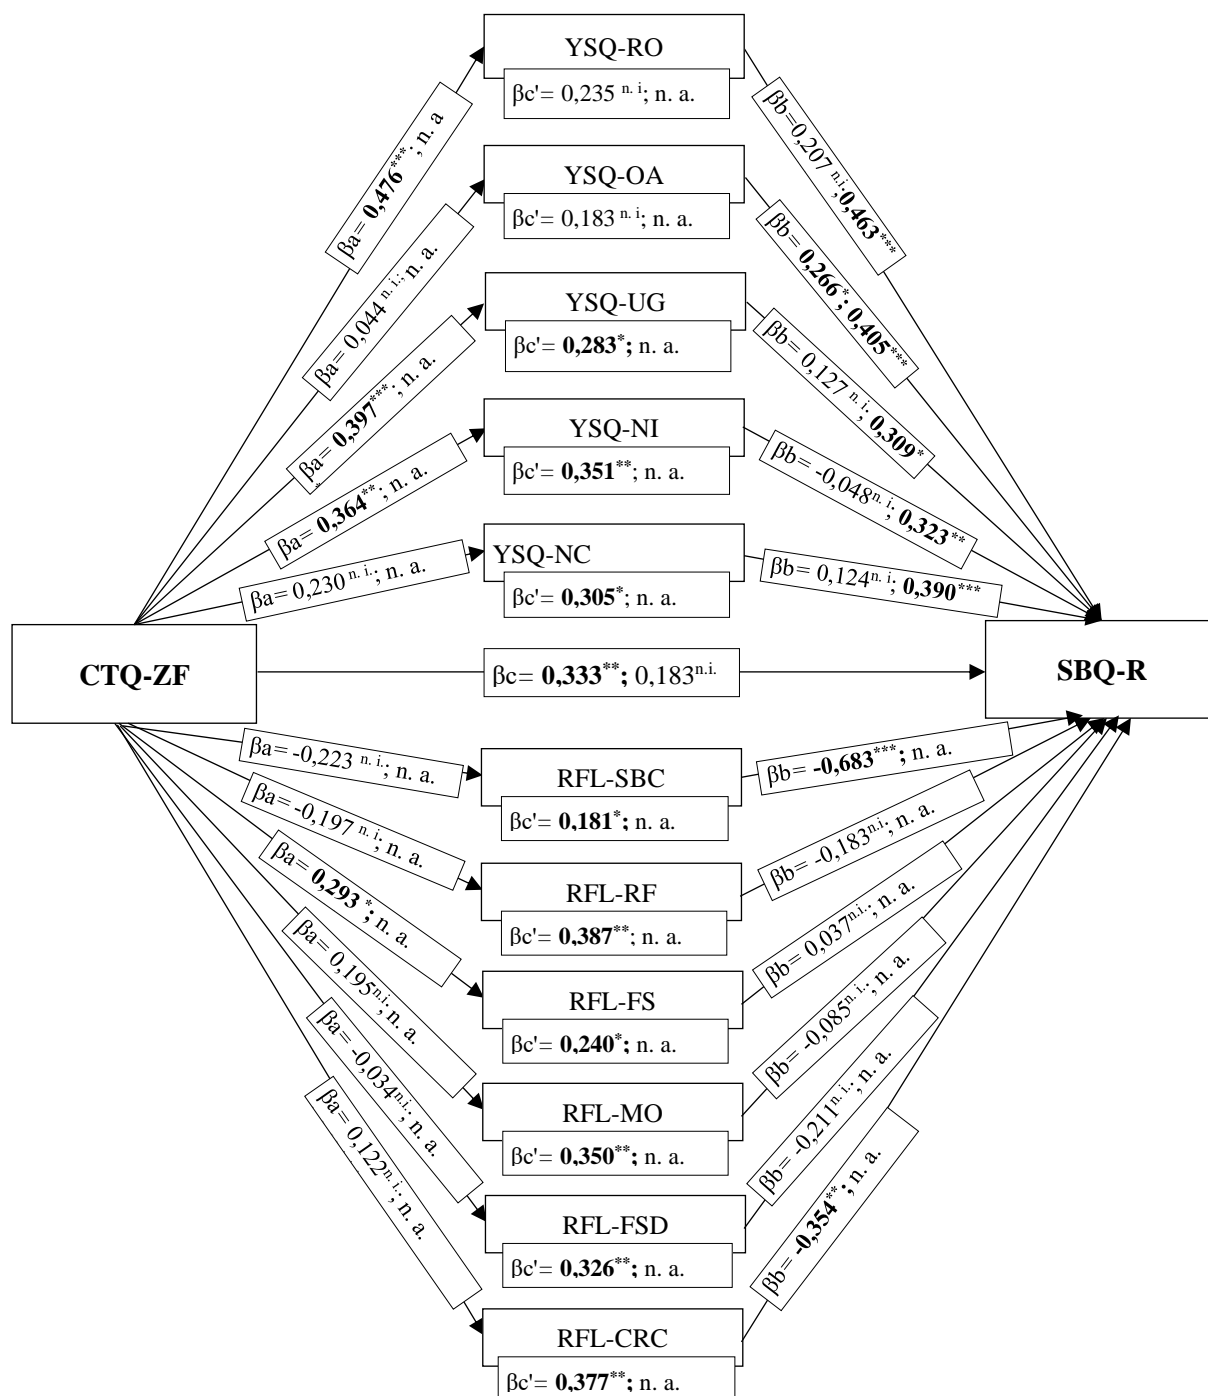 YSQ-RO
βc'= 0,235 n. i; n. a.
βa= 0,476***; n. a
βb=0,207 n.i.; 0,463***
YSQ-OA
βc'= 0,183 n. i; n. a.
βa= 0,044 n. i.; n. a.
βb= 0,266*; 0,405***
YSQ-UG
βc'= 0,283*; n. a.
βa= 0,397***; n. a.
βb= 0,127 n. i.; 0,309*
YSQ-NI
βc'= 0,351**; n. a.
βa= 0,364**; n. a.
βb= -0,048n. i.; 0,323**
YSQ-NC
βc'= 0,305*; n. a.
βa= 0,230 n. i.; n. a.
βb= 0,124n. i; 0,390***
CTQ-ZF
βc= 0,333**; 0,183n.i.
SBQ-R
βa= -0,223 n. i.; n. a.
RFL-SBC
βc'= 0,181*; n. a.
βb= -0,683***; n. a.
βa= -0,197 n. i.; n. a.
RFL-RF
βc'= 0,387**; n. a.
βb= -0,183n.i.; n. a.
βa= 0,293 *; n. a.
RFL-FS
βc'= 0,240*; n. a.
βb= 0,037n.i..; n. a.
βa= 0,195n.i.; n. a.
RFL-MO
βc'= 0,350**; n. a.
βb= -0,085n. i..; n. a.
βa= -0,034n.i.; n. a.
RFL-FSD
βc'= 0,326**; n. a.
βb= -0,211n. i..; n. a.
βa= 0,122n.i..; n. a.
RFL-CRC
βc'= 0,377**; n. a.
βb= -0,354**; n. a.